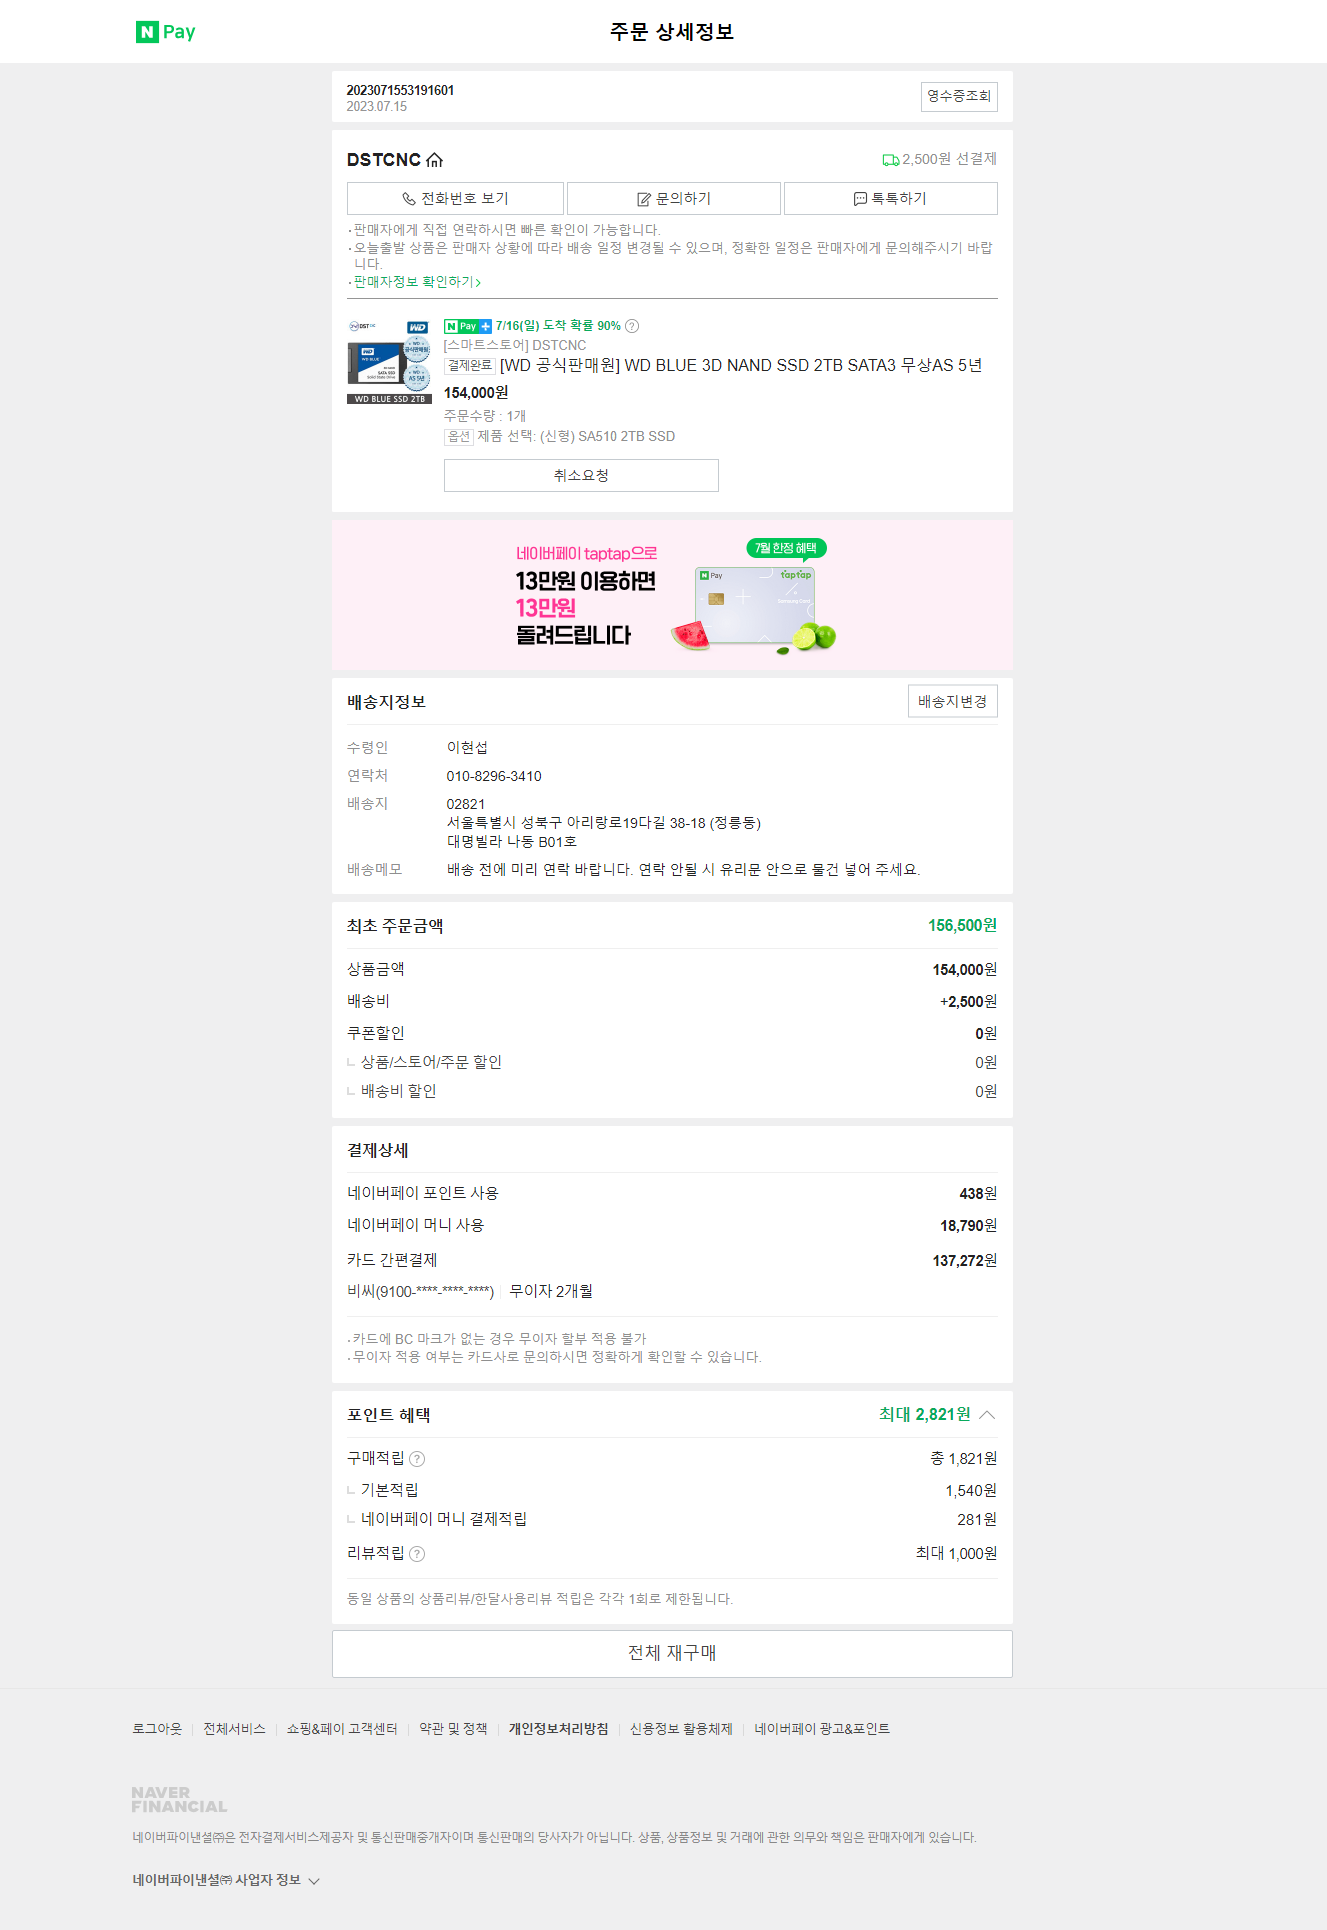 N Pay
주문 상세정보
2023071553191601
2023.07.15
영수증조회
DSTCNC
2,500원 선결제
전화번호 보기
문의하기
톡톡하기
·판매자에게 직접 연락하시면 빠른 확인이 가능합니다.
·오늘출발 상품은 판매자 상황에 따라 배송 일정 변경될 수 있으며, 정확한 일정은 판매자에게 문의해주시기 바랍
니다.
·판매자정보 확인하기>
WD
WD BLUE SSD 2TB
N Pay + 7/16(일) 도착 확률 90% ?
[스마트스토어] DSTCNC
결제완료 [WD 공식판매원] WD BLUE 3D NAND SSD 2TB SATA3 무상AS 5년
154,000원
주문수량 : 1개
옵션 제품 선택: (신형) SA510 2TB SSD
취소요청
네이버페이 taptap으로
13만원 이용하면
13만원
돌려드립니다
7월 한정 혜택
N Pay
taptap
배송지정보
배송지변경
수령인 이현섭
연락처 010-8296-3410
배송지 02821
서울특별시 성북구 아리랑로19다길 38-18 (정릉동)
대명빌라 나동 B01호
배송메모 배송 전에 미리 연락 바랍니다. 연락 안될 시 유리문 안으로 물건 넣어 주세요.
최초 주문금액 156,500원
상품금액 154,000원
배송비 +2,500원
쿠폰할인 0원
상품/스토어/주문 할인 0원
배송비 할인 0원
결제상세
네이버페이 포인트 사용 438원
네이버페이 머니 사용 18,790원
카드 간편결제 137,272원
비씨(9100-****-****-****) 무이자 2개월
·카드에 BC 마크가 없는 경우 무이자 할부 적용 불가
·무이자 적용 여부는 카드사로 문의하시면 정확하게 확인할 수 있습니다.
포인트 혜택 최대 2,821원
구매적립 ? 총 1,821원
기본적립 1,540원
네이버페이 머니 결제적립 281원
리뷰적립 ? 최대 1,000원
동일 상품의 상품리뷰/한달사용리뷰 적립은 각각 1회로 제한됩니다.
전체 재구매
로그아웃 전체서비스 쇼핑&페이 고객센터 약관 및 정책 개인정보처리방침 신용정보 활용체제 네이버페이 광고&포인트
NAVER
FINANCIAL
네이버파이낸셜㈜은 전자결제서비스제공자 및 통신판매중개자이며 통신판매의 당사자가 아닙니다. 상품, 상품정보 및 거래에 관한 의무와 책임은 판매자에게 있습니다.
네이버파이낸셜㈜ 사업자 정보